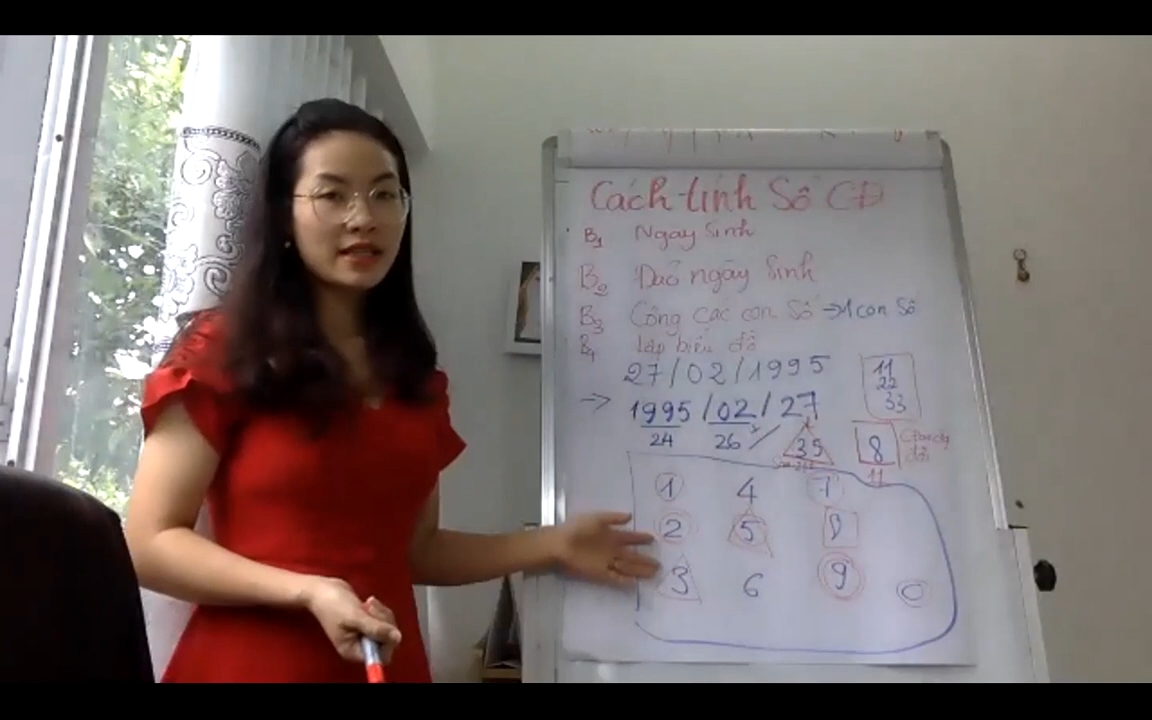 Cách tính Số CĐ
B1 Ngày Sinh
B2 Đảo ngày Sinh
B3 Cộng các con số → 1 con số
B4 Lập biểu đồ
27/02/1995
11
22
33
→ 1995/02/27
24 26 35
8
11
1 4 7
2 5 8
3 6 9 0